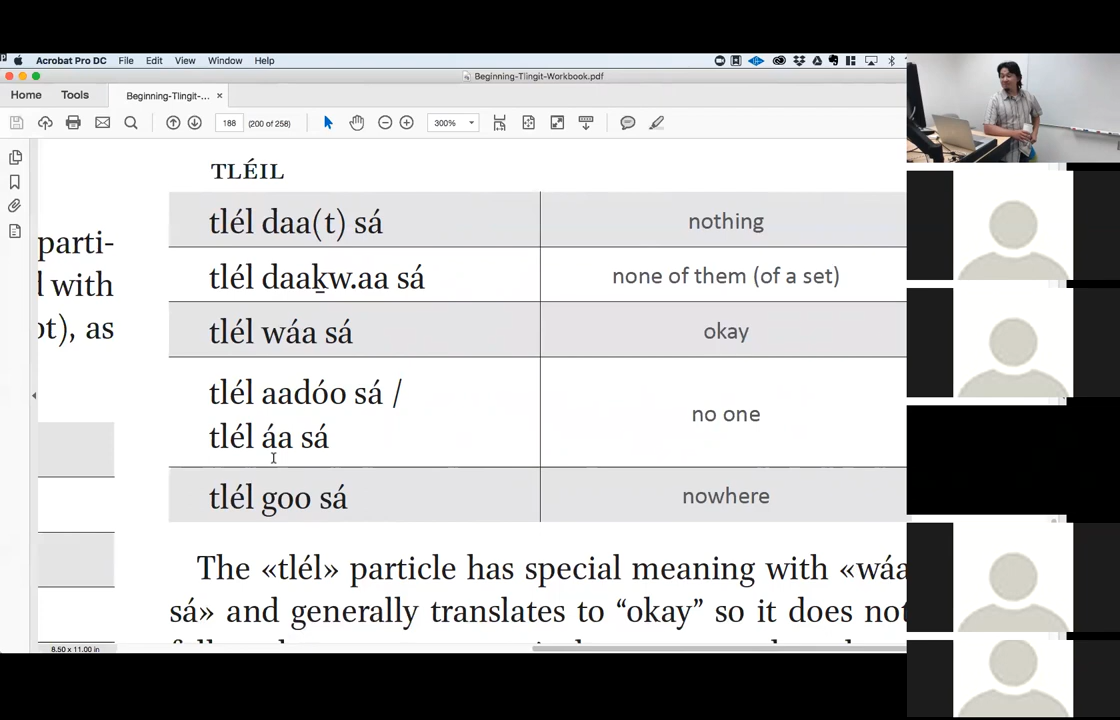 Acrobat Pro DC File Edit View Window Help
Beginning-Tlingit-Workbook.pdf
Home Tools Beginning-Tlingit-... ×
188 (200 of 258) 300%
TLÉIL
tlél daa(t) sá nothing
tlél daaḵw.aa sá none of them (of a set)
tlél wáa sá okay
tlél aadóo sá /
tlél áa sá
no one
tlél goo sá nowhere
parti-
with
ot), as
The «tlél» particle has special meaning with «wáa
sá» and generally translates to “okay” so it does not
8.50 x 11.00 in